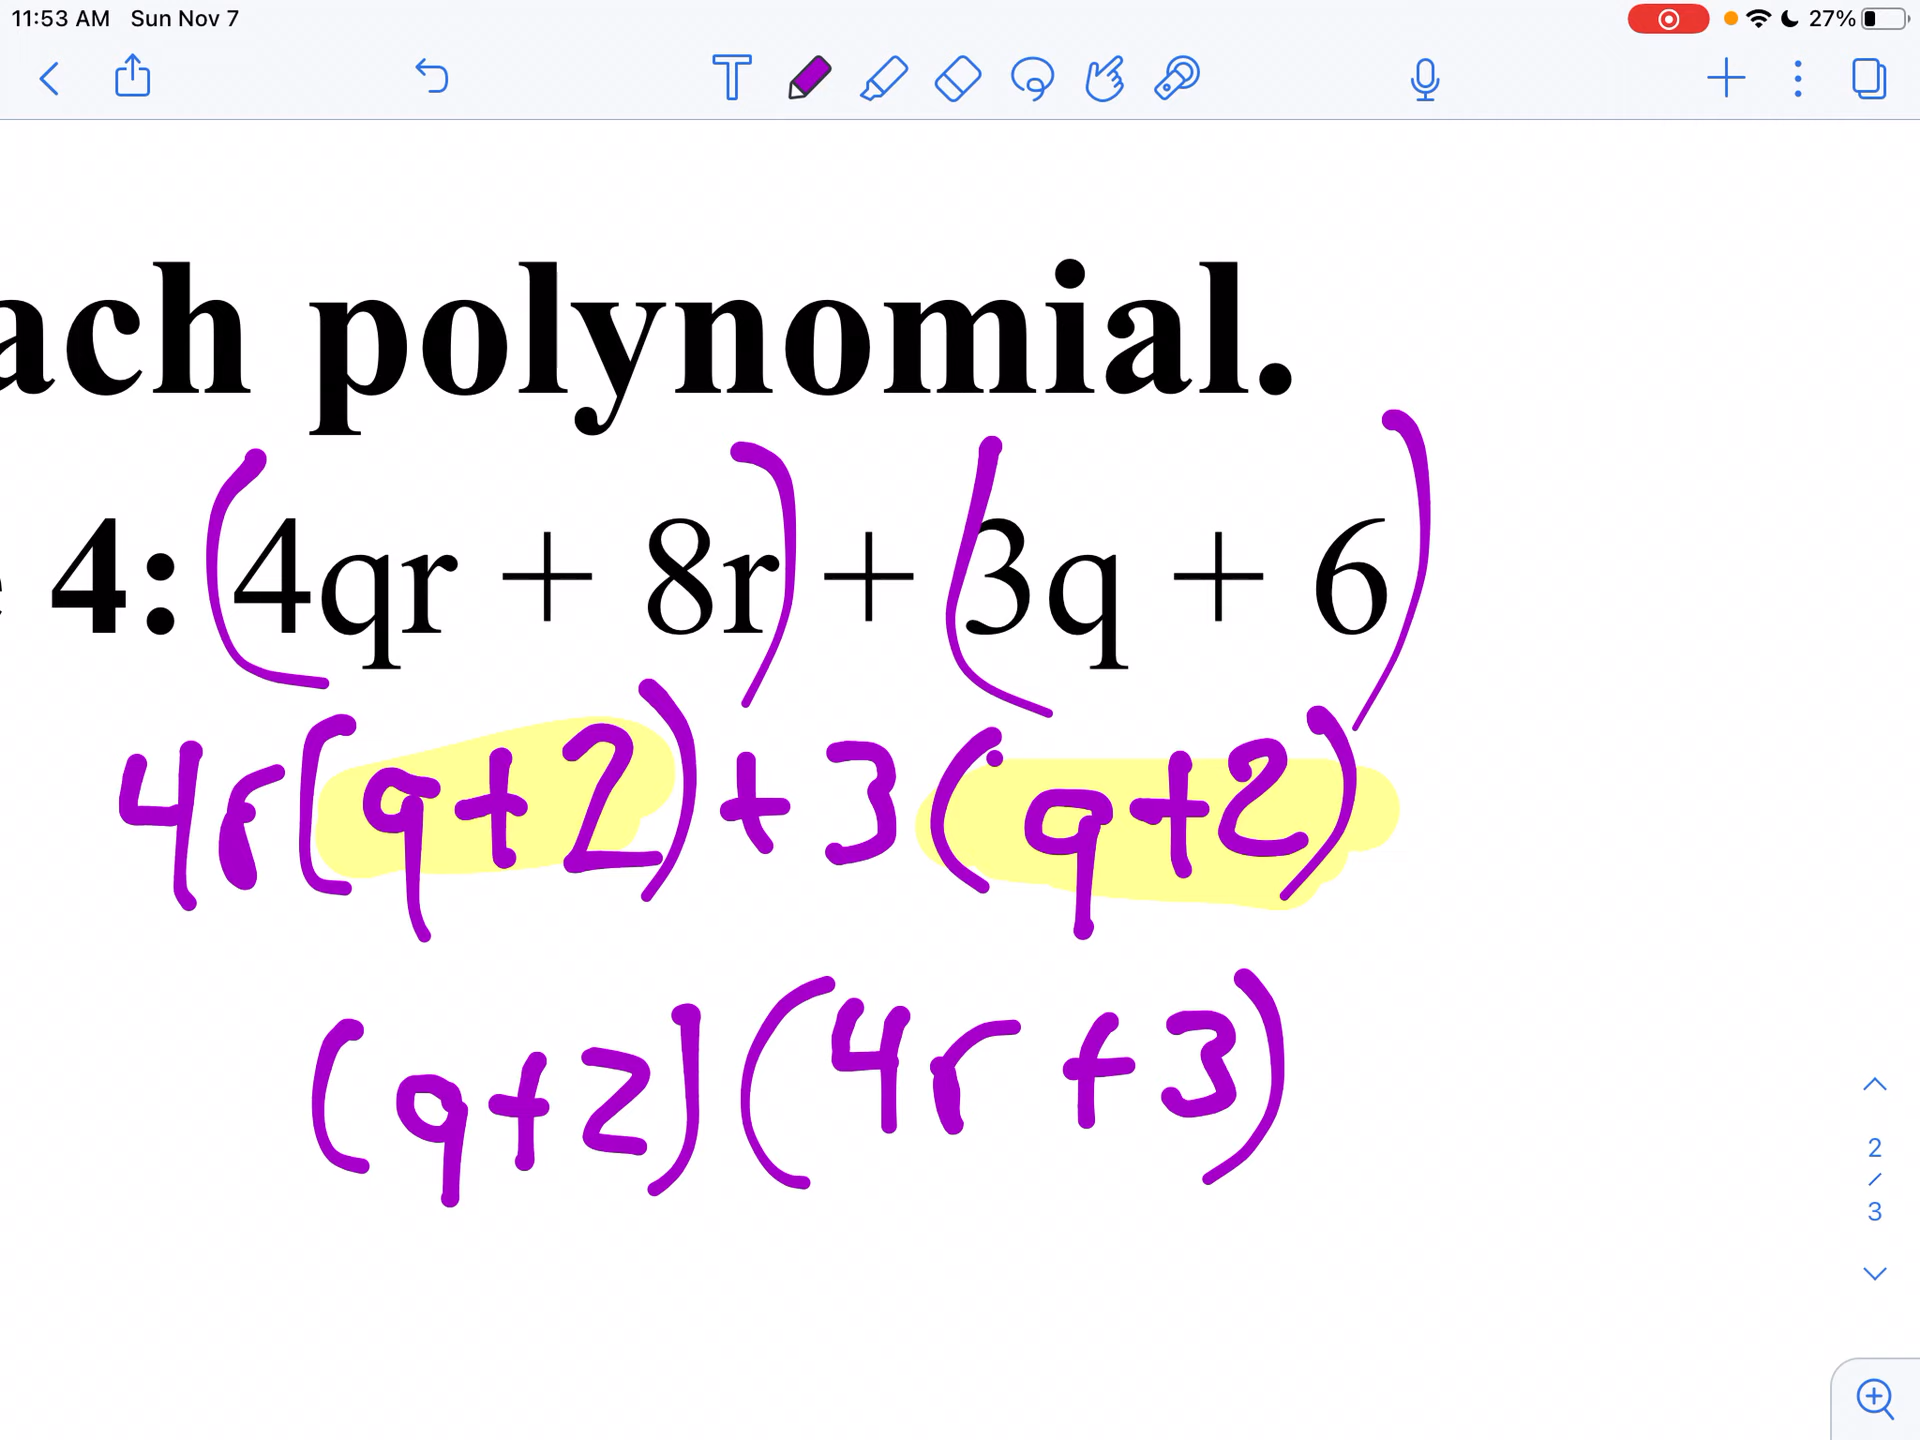 11:53 AM Sun Nov 7 27%
T
ach polynomial.
4: (4qr + 8r) + (3q + 6)
4r(q+2) + 3(q+2)
(q+2)(4r+3)
2
/
3